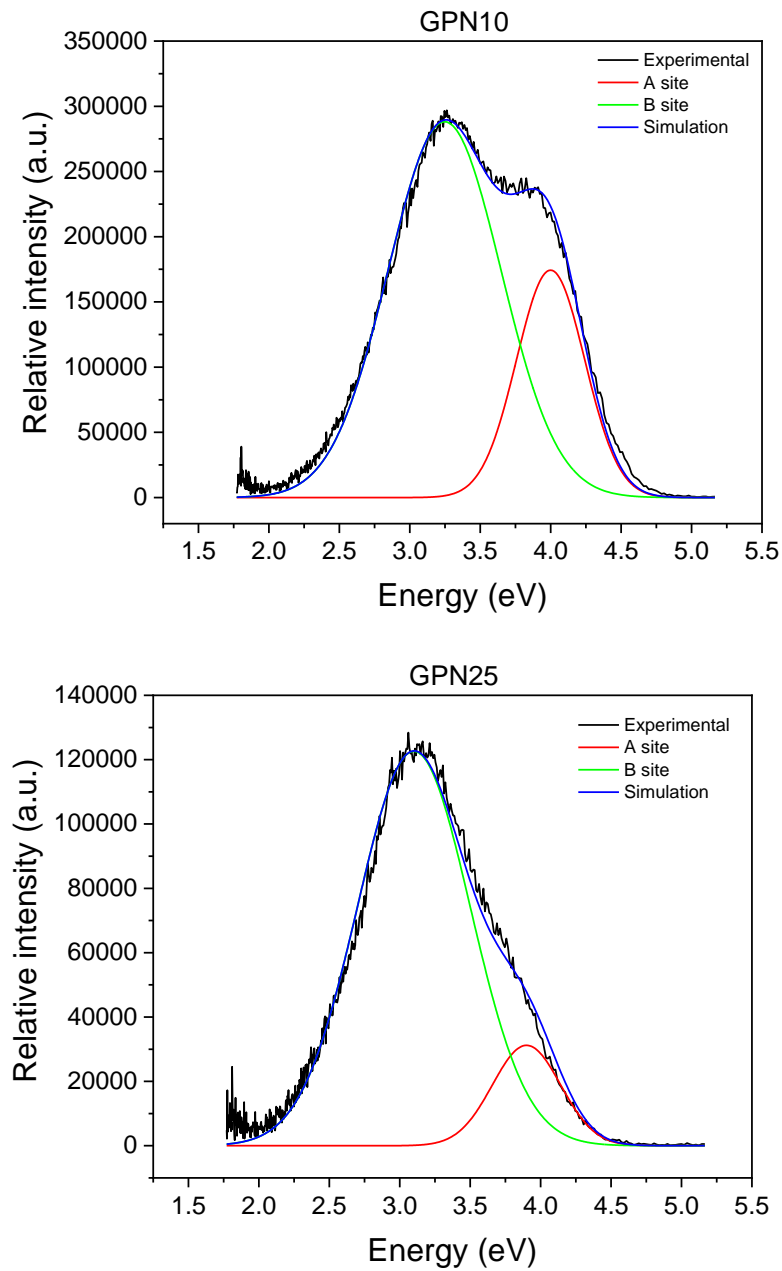 GPN10
350000
300000
250000
200000
150000
100000
50000
0
Relative intensity (a.u.)
Experimental
A site
B site
Simulation
1.5 2.0 2.5 3.0 3.5 4.0 4.5 5.0 5.5
Energy (eV)
GPN25
140000
120000
100000
80000
60000
40000
20000
0
Relative intensity (a.u.)
Experimental
A site
B site
Simulation
1.5 2.0 2.5 3.0 3.5 4.0 4.5 5.0 5.5
Energy (eV)